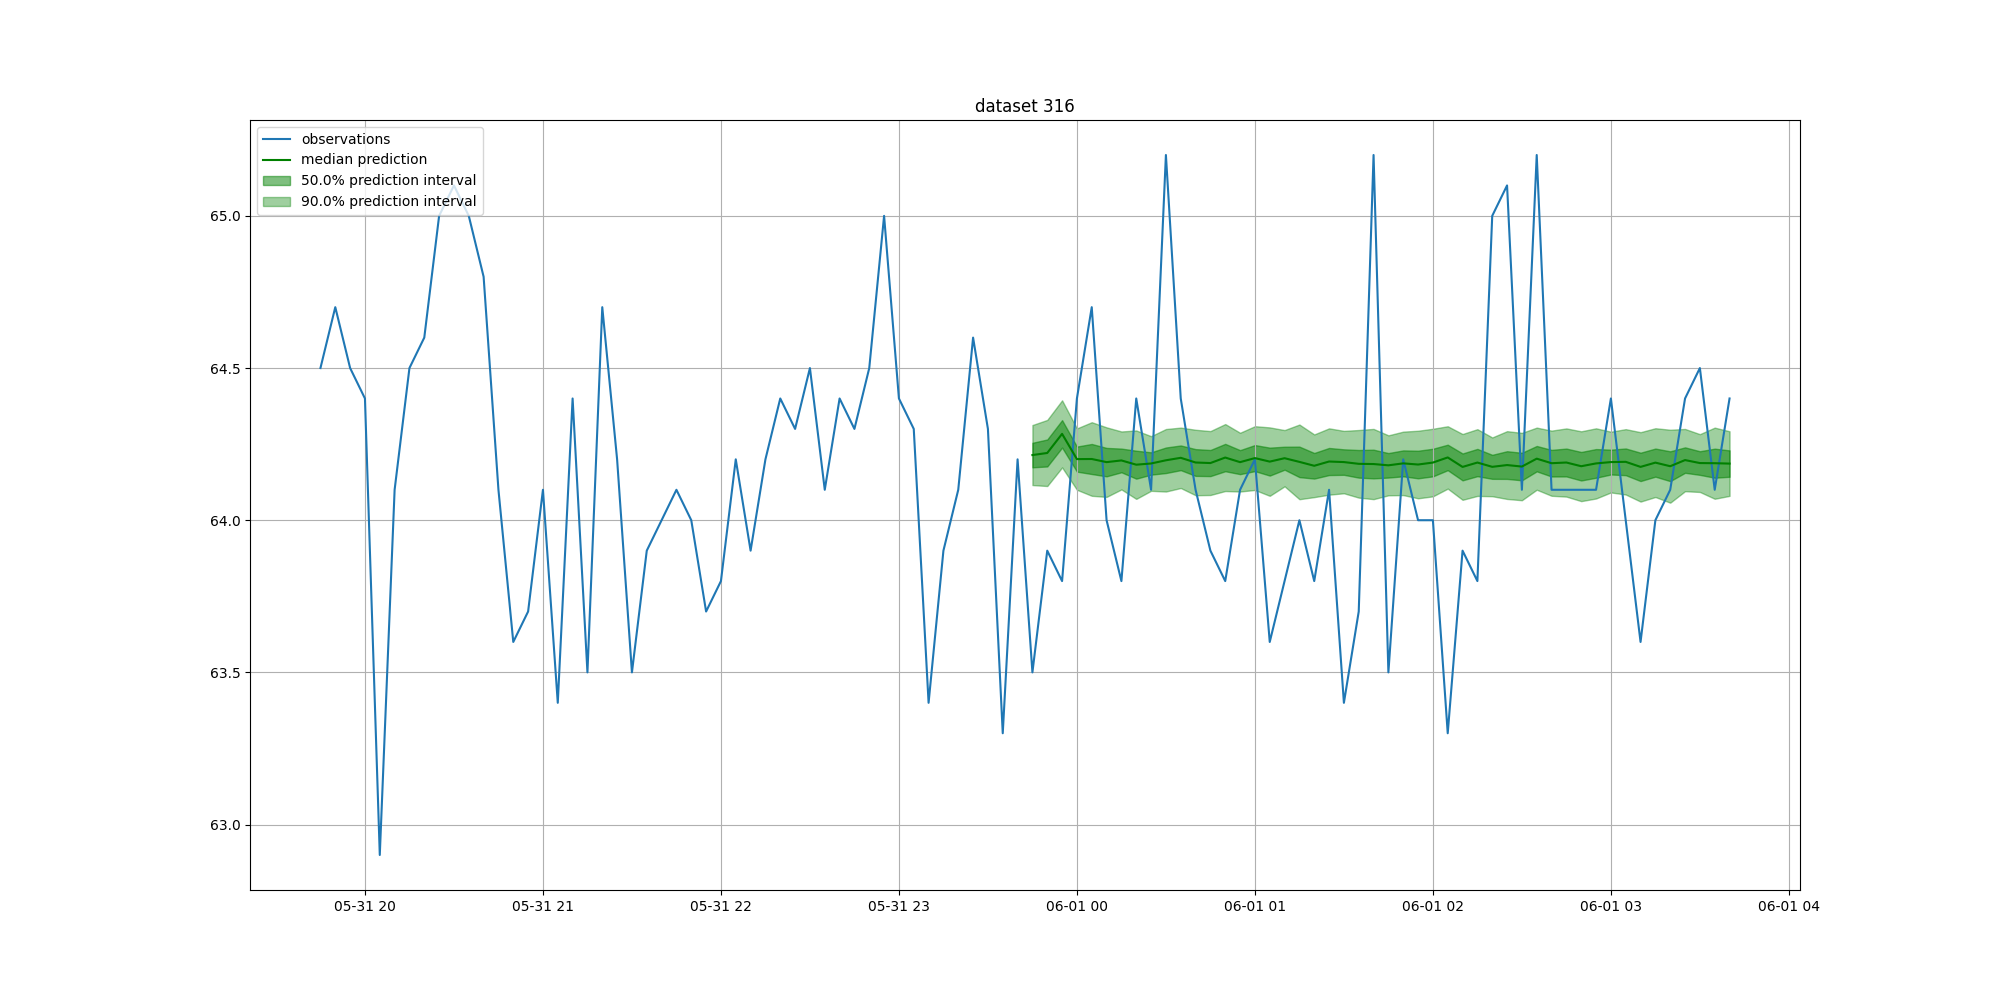 dataset 316
observations
median prediction
50.0% prediction interval
90.0% prediction interval
65.0
64.5
64.0
63.5
63.0
05-31 20
05-31 21
05-31 22
05-31 23
06-01 00
06-01 01
06-01 02
06-01 03
06-01 04